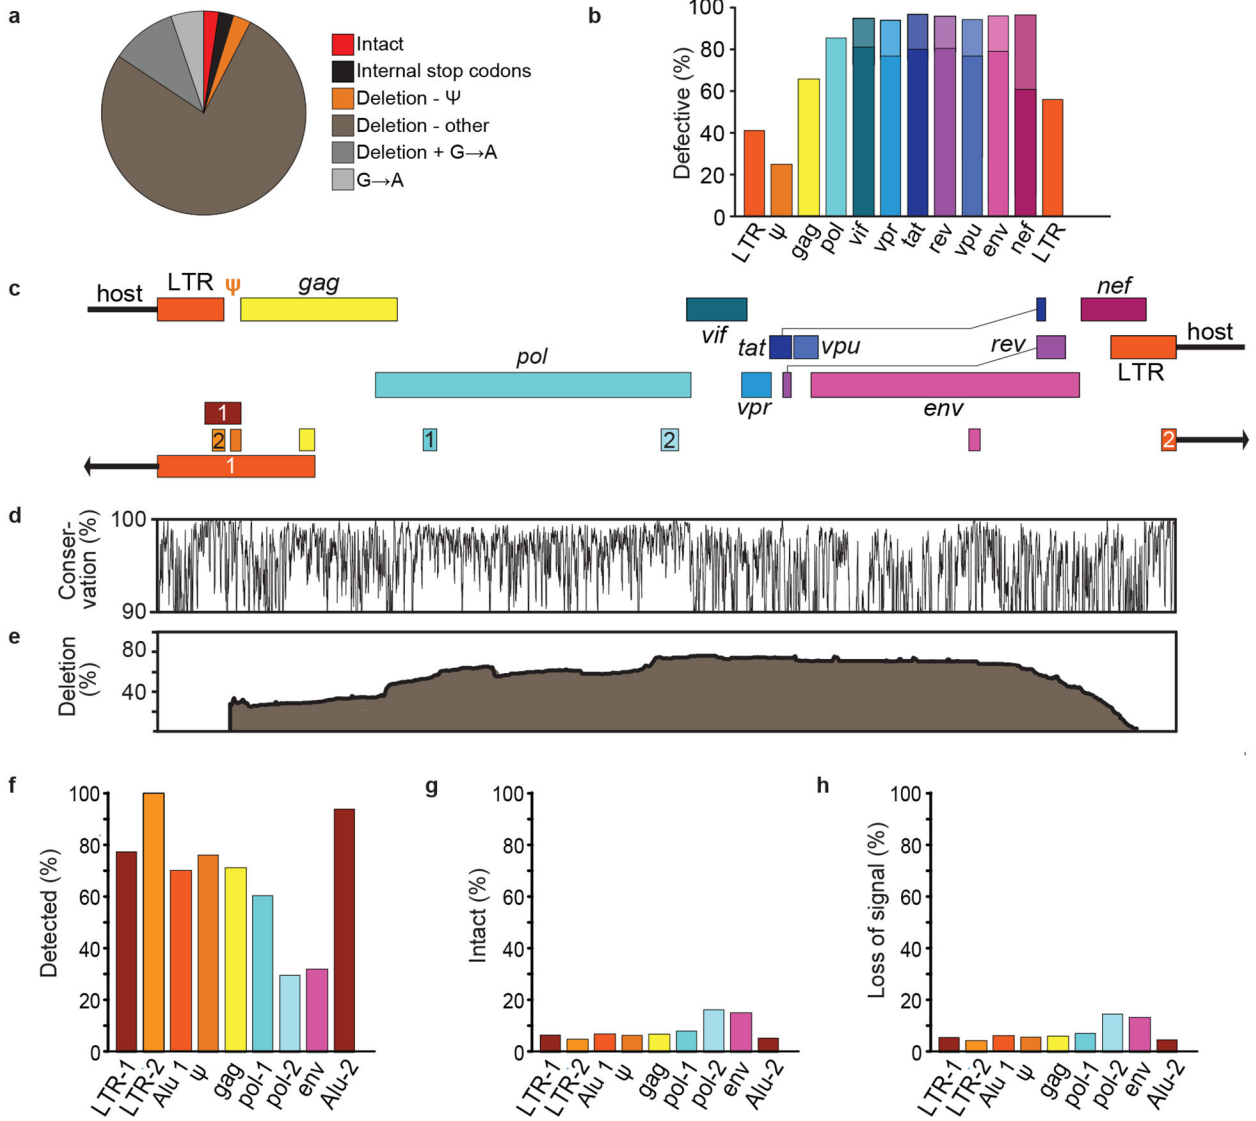 a
Intact
Internal stop codons
Deletion - Ψ
Deletion - other
Deletion + G→A
G→A
b
Defective (%)
100
80
60
40
20
0
LTR
Ψ
gag
pol
vif
vpr
tat
rev
vpu
env
nef
LTR
c
host
LTR
Ψ
gag
vif
nef
host
tat
vpu
rev
LTR
pol
vpr
env
1
2
1
2
2
1
d
Conser-
vation (%)
100
90
e
Deletion
(%)
80
40
f
Detected (%)
100
80
60
40
20
0
LTR-1
LTR-2
Alu 1
Ψ
gag
pol-1
pol-2
env
Alu-2
g
Intact (%)
100
80
60
40
20
0
LTR-1
LTR-2
Alu 1
Ψ
gag
pol-1
pol-2
env
Alu-2
h
Loss of signal (%)
100
80
60
40
20
0
LTR-1
LTR-2
Alu 1
Ψ
gag
pol-1
pol-2
env
Alu-2